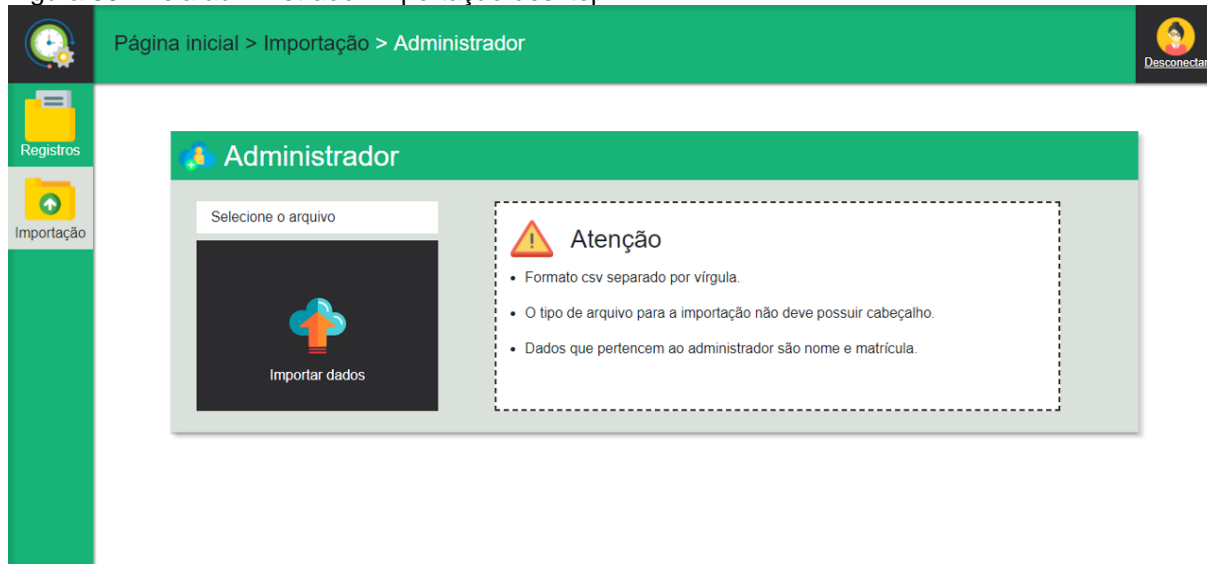 Página inicial > Importação > Administrador
Desconectar
Registros
Importação
Administrador
Selecione o arquivo
Importar dados
Atenção
• Formato csv separado por vírgula.
• O tipo de arquivo para a importação não deve possuir cabeçalho.
• Dados que pertencem ao administrador são nome e matrícula.